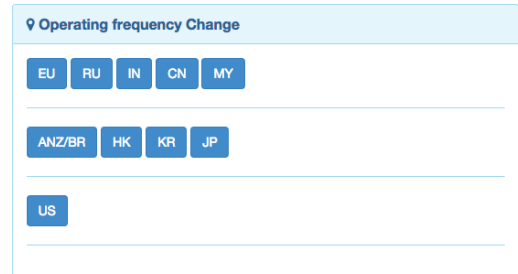 Operating frequency Change
EU RU IN CN MY
ANZ/BR HK KR JP
US